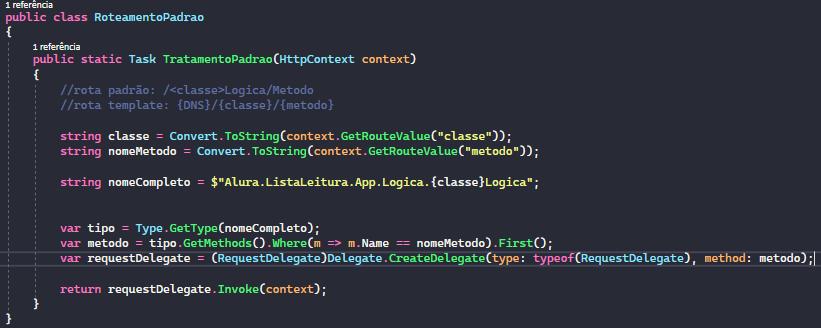 1 referência
public class RoteamentoPadrao
{
1 referência
public static Task TratamentoPadrao(HttpContext context)
{
//rota padrão: /<classe>Logica/Metodo
//rota template: {DNS}/{classe}/{metodo}
string classe = Convert.ToString(context.GetRouteValue("classe"));
string nomeMetodo = Convert.ToString(context.GetRouteValue("metodo"));
string nomeCompleto = $"Alura.ListaLeitura.App.Logica.{classe}Logica";
var tipo = Type.GetType(nomeCompleto);
var metodo = tipo.GetMethods().Where(m => m.Name == nomeMetodo).First();
var requestDelegate = (RequestDelegate)Delegate.CreateDelegate(type: typeof(RequestDelegate), method: metodo);
return requestDelegate.Invoke(context);
}
}